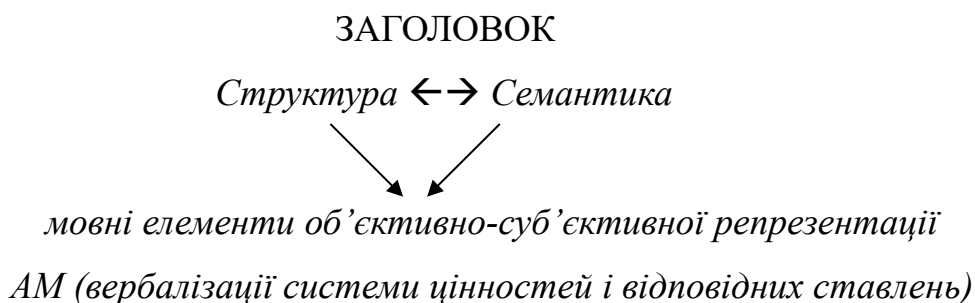 ЗАГОЛОВОК
Структура ←→ Семантика
мовні елементи об’єктивно-суб’єктивної репрезентації
АМ (вербалізації системи цінностей і відповідних ставлень)